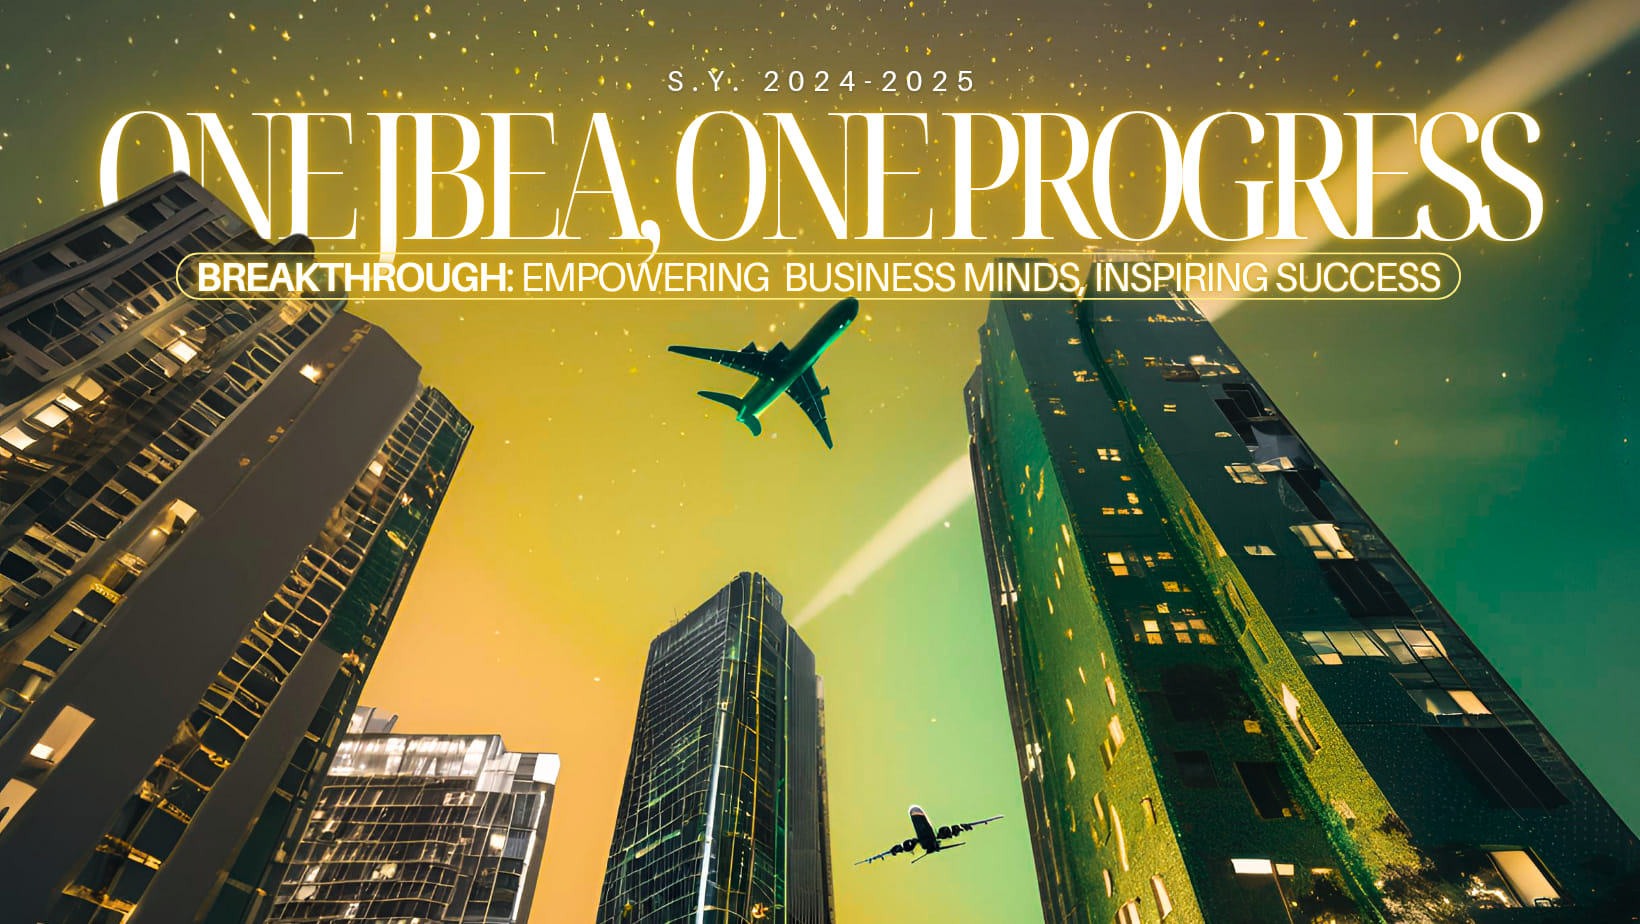 S.Y. 2024-2025
ONE JBEA, ONE PROGRESS
BREAKTHROUGH: EMPOWERING BUSINESS MINDS, INSPIRING SUCCESS